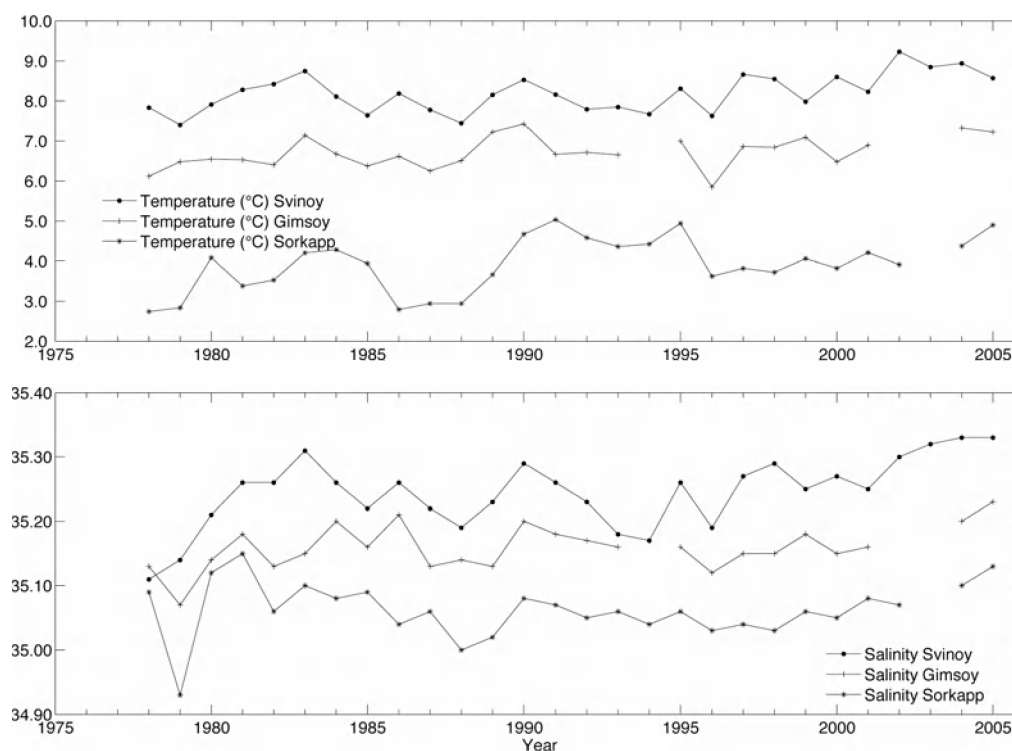 10.0
9.0
8.0
7.0
6.0
5.0
4.0
3.0
2.0
Temperature (°C) Svinoy
Temperature (°C) Gimsoy
Temperature (°C) Sorkapp
1975 1980 1985 1990 1995 2000 2005
35.40
35.30
35.20
35.10
35.00
34.90
Salinity Svinoy
Salinity Gimsoy
Salinity Sorkapp
1975 1980 1985 1990 1995 2000 2005
Year